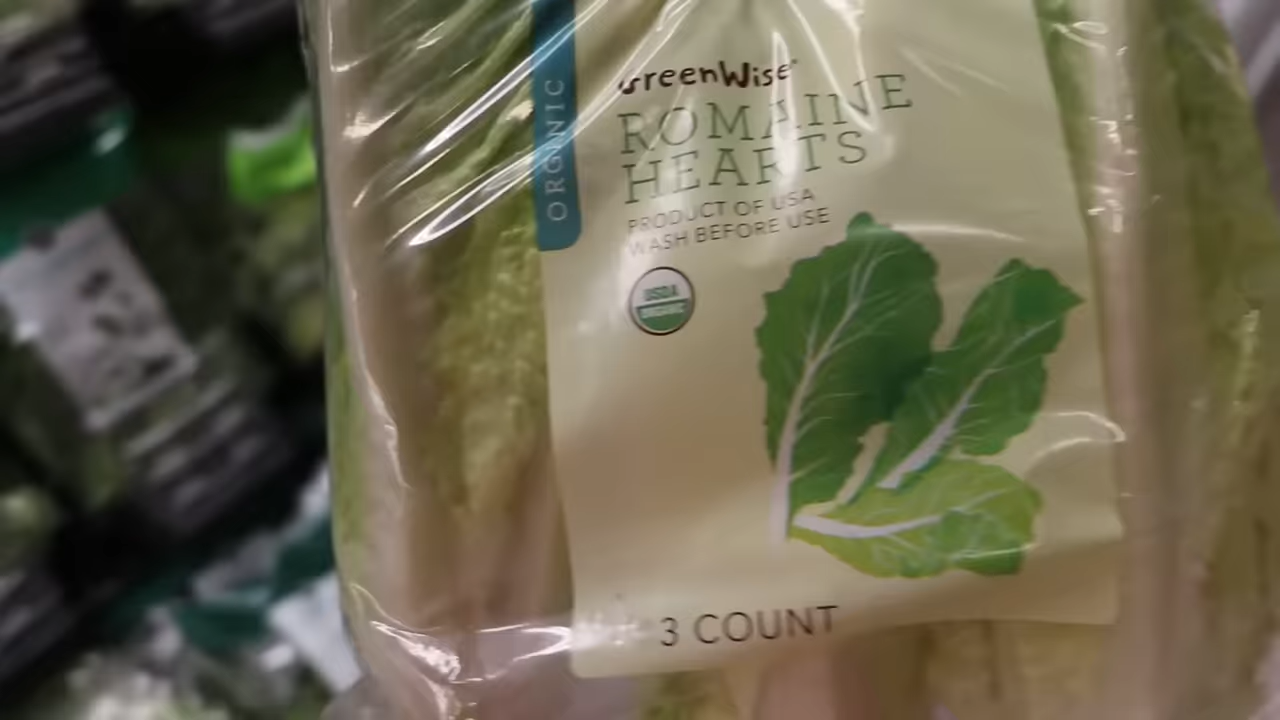 ORGANIC
GreenWise
ROMAINE
HEARTS
PRODUCT OF USA
WASH BEFORE USE
USDA
ORGANIC
3 COUNT